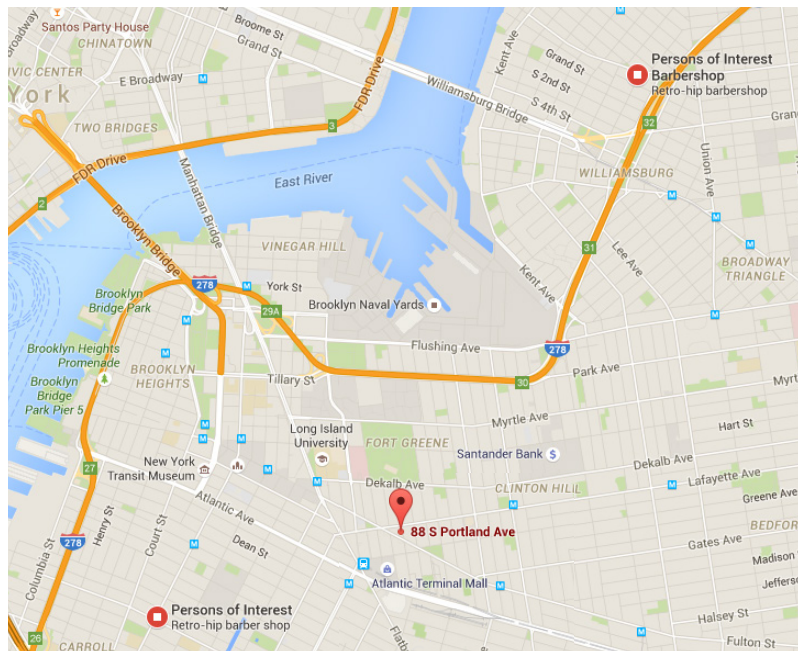 Santos Party House
Broadway
CHINATOWN
Broome St
Grand St
E Broadway
IVIC CENTER
York
TWO BRIDGES
FDR Drive
3
FDR Drive
2
Manhattan Bridge
East River
Brooklyn Bridge
Kent Ave
Williamsburg Bridge
Grand St
S 2nd St
S 4th St
Persons of Interest
Barbershop
Retro-hip barbershop
32
Grand
Union Ave
WILLIAMSBURG
31
Lee Ave
BROADWAY
TRIANGLE
Kent Ave
VINEGAR HILL
York St
278
29A
Brooklyn Naval Yards
Flushing Ave
278
Park Ave
30
Brooklyn
Bridge Park
Brooklyn Heights
Promenade
Brooklyn
Bridge
Park Pier 5
BROOKLYN
HEIGHTS
Tillary St
Myrtle Ave
Myrt
Hart St
Long Island
University
FORT GREENE
Santander Bank
Dekalb Ave
New York
Transit Museum
27
Dekalb Ave
CLINTON HILL
Lafayette Ave
Greene Ave
Atlantic Ave
88 S Portland Ave
BEDFOR
Gates Ave
Henry St
Court St
Dean St
278
Columbia St
Madison
Jeffers
Atlantic Terminal Mall
Persons of Interest
Retro-hip barber shop
Halsey St
Fulton St
26
CARROLL
Flatb